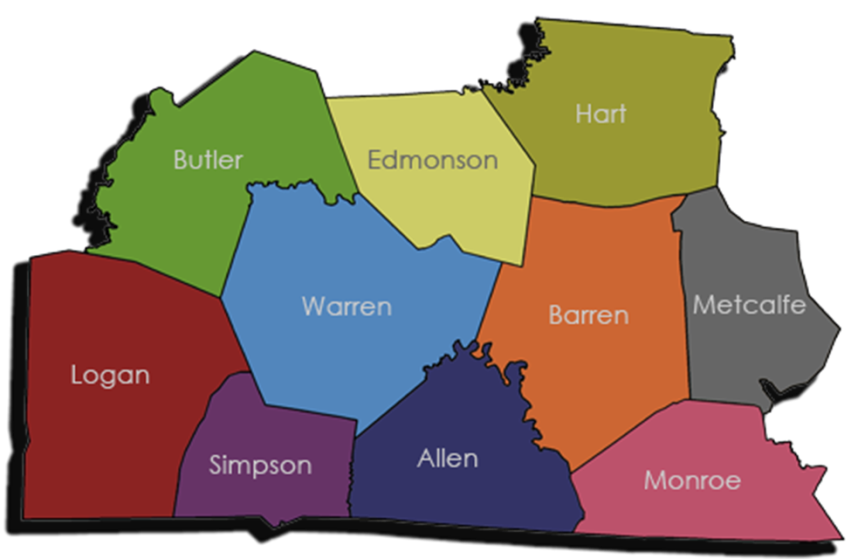 Hart
Butler
Edmonson
Warren
Metcalfe
Barren
Logan
Allen
Simpson
Monroe